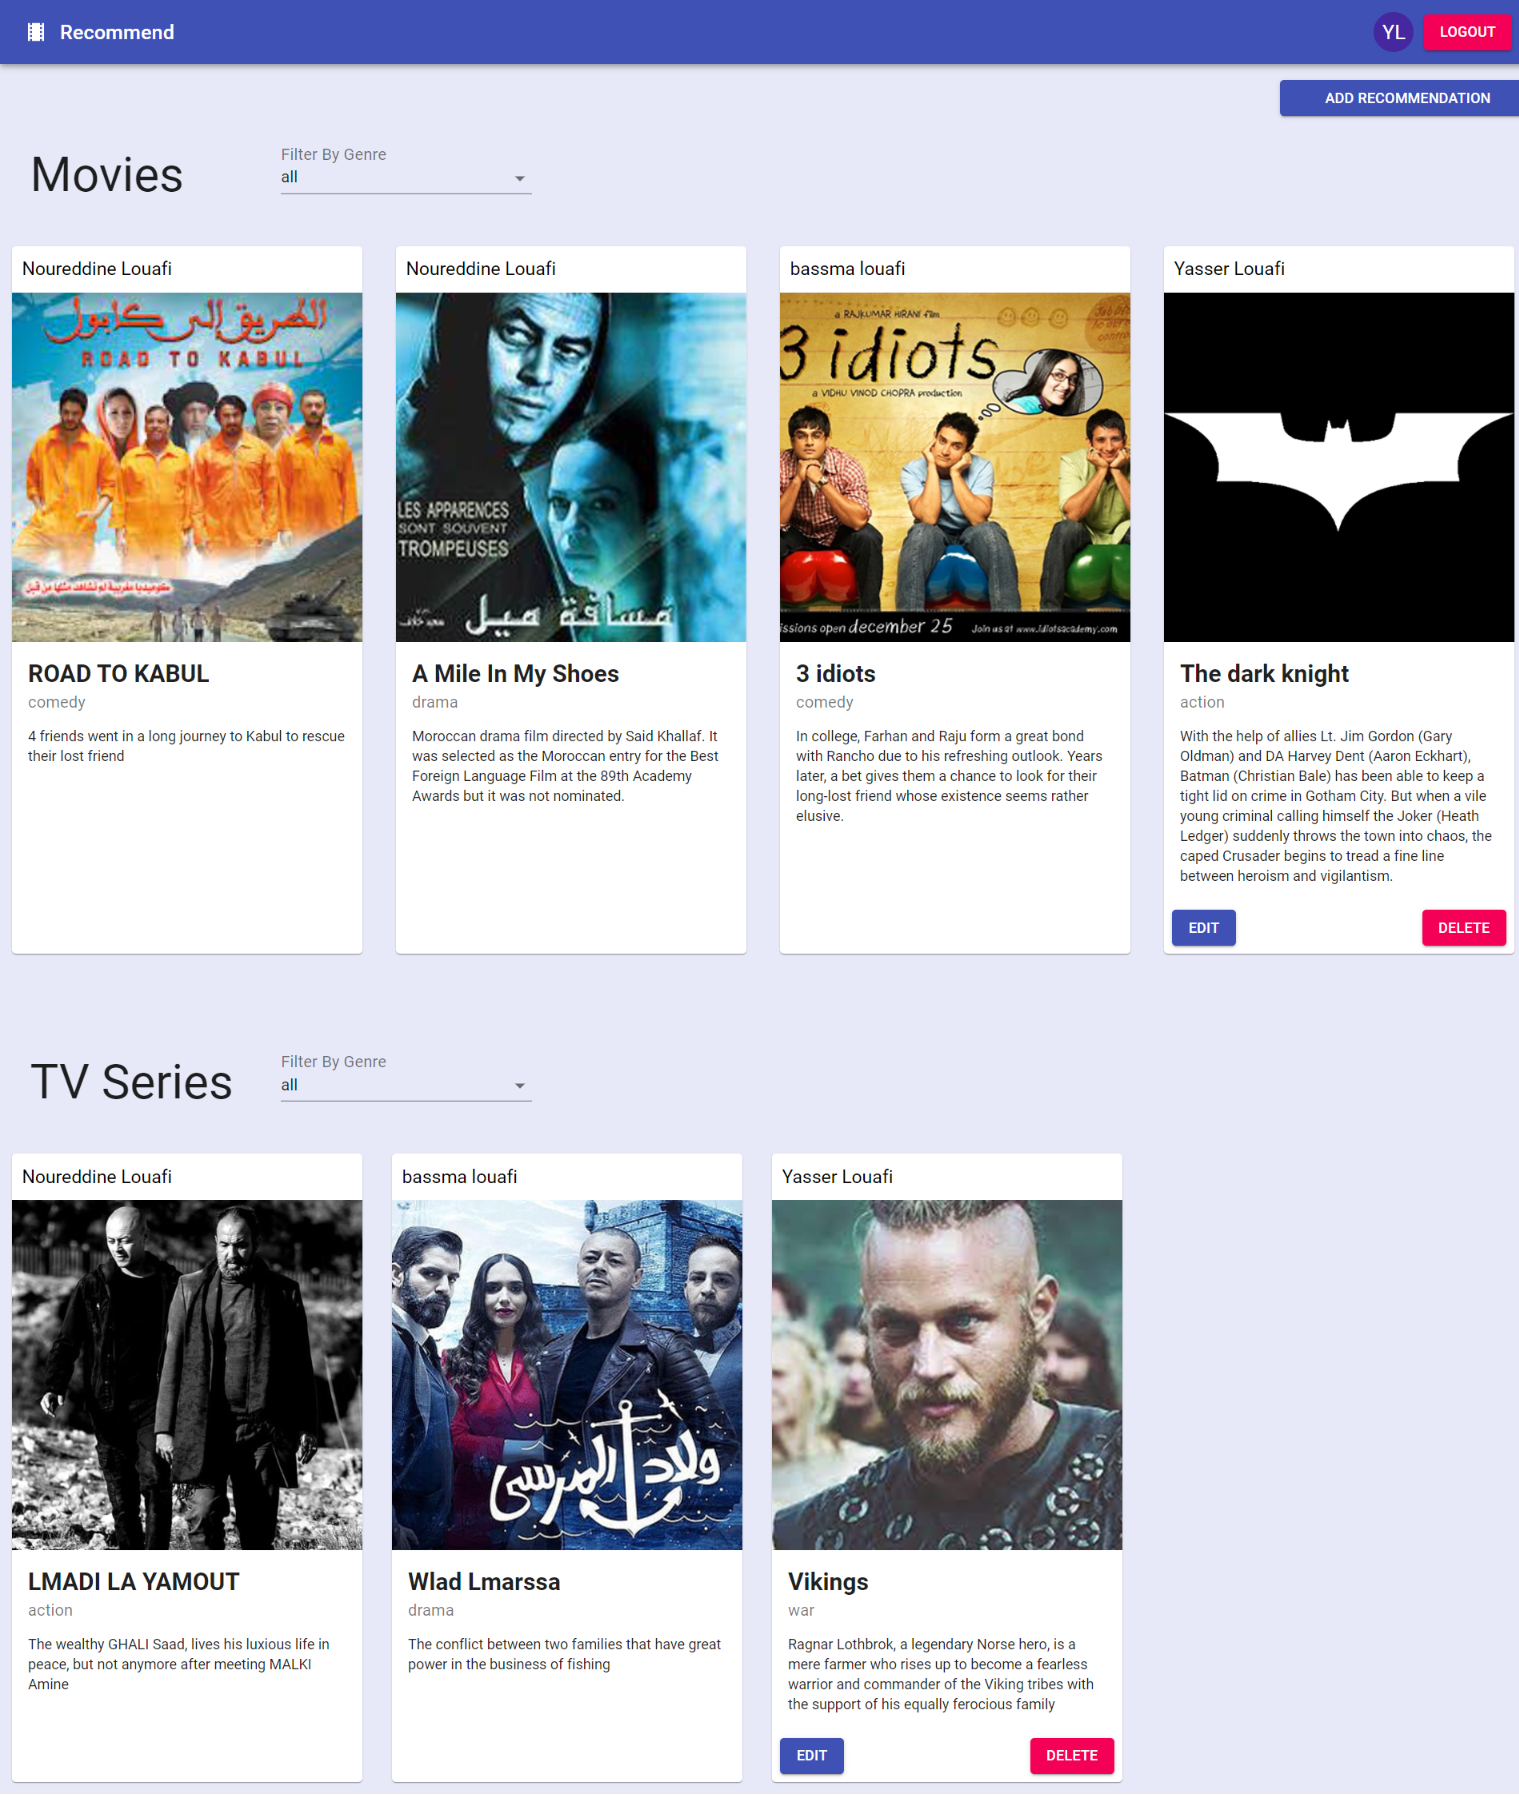 Recommend
YL
LOGOUT
ADD RECOMMENDATION
Movies
Filter By Genre
all
Noureddine Louafi
الطريق إلى كابول
ROAD TO KABUL
كوميديا مغربية لم تشاهد مثلها من قبل
ROAD TO KABUL
comedy
4 friends went in a long journey to Kabul to rescue
their lost friend
Noureddine Louafi
LES APPARENCES
SONT SOUVENT
TROMPEUSES
مسافة ميل
A Mile In My Shoes
drama
Moroccan drama film directed by Said Khallaf. It
was selected as the Moroccan entry for the Best
Foreign Language Film at the 89th Academy
Awards but it was not nominated.
bassma louafi
a RAJKUMAR HIRANI film
3 idiots
a VIDHU VINOD CHOPRA production
issions open december 25 Join us at www.idiotsacademy.com
3 idiots
comedy
In college, Farhan and Raju form a great bond
with Rancho due to his refreshing outlook. Years
later, a bet gives them a chance to look for their
long-lost friend whose existence seems rather
elusive.
Yasser Louafi
The dark knight
action
With the help of allies Lt. Jim Gordon (Gary
Oldman) and DA Harvey Dent (Aaron Eckhart),
Batman (Christian Bale) has been able to keep a
tight lid on crime in Gotham City. But when a vile
young criminal calling himself the Joker (Heath
Ledger) suddenly throws the town into chaos, the
caped Crusader begins to tread a fine line
between heroism and vigilantism.
EDIT
DELETE
TV Series
Filter By Genre
all
Noureddine Louafi
LMADI LA YAMOUT
action
The wealthy GHALI Saad, lives his luxious life in
peace, but not anymore after meeting MALKI
Amine
bassma louafi
ولاد المرسى
Wlad Lmarssa
drama
The conflict between two families that have great
power in the business of fishing
Yasser Louafi
Vikings
war
Ragnar Lothbrok, a legendary Norse hero, is a
mere farmer who rises up to become a fearless
warrior and commander of the Viking tribes with
the support of his equally ferocious family
EDIT
DELETE